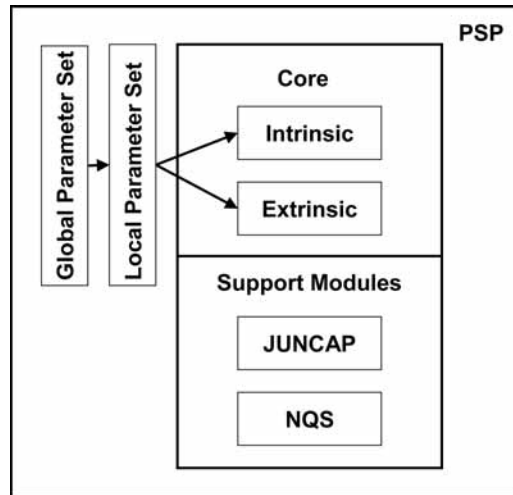 PSP
Global Parameter Set
Local Parameter Set
Core
Intrinsic
Extrinsic
Support Modules
JUNCAP
NQS